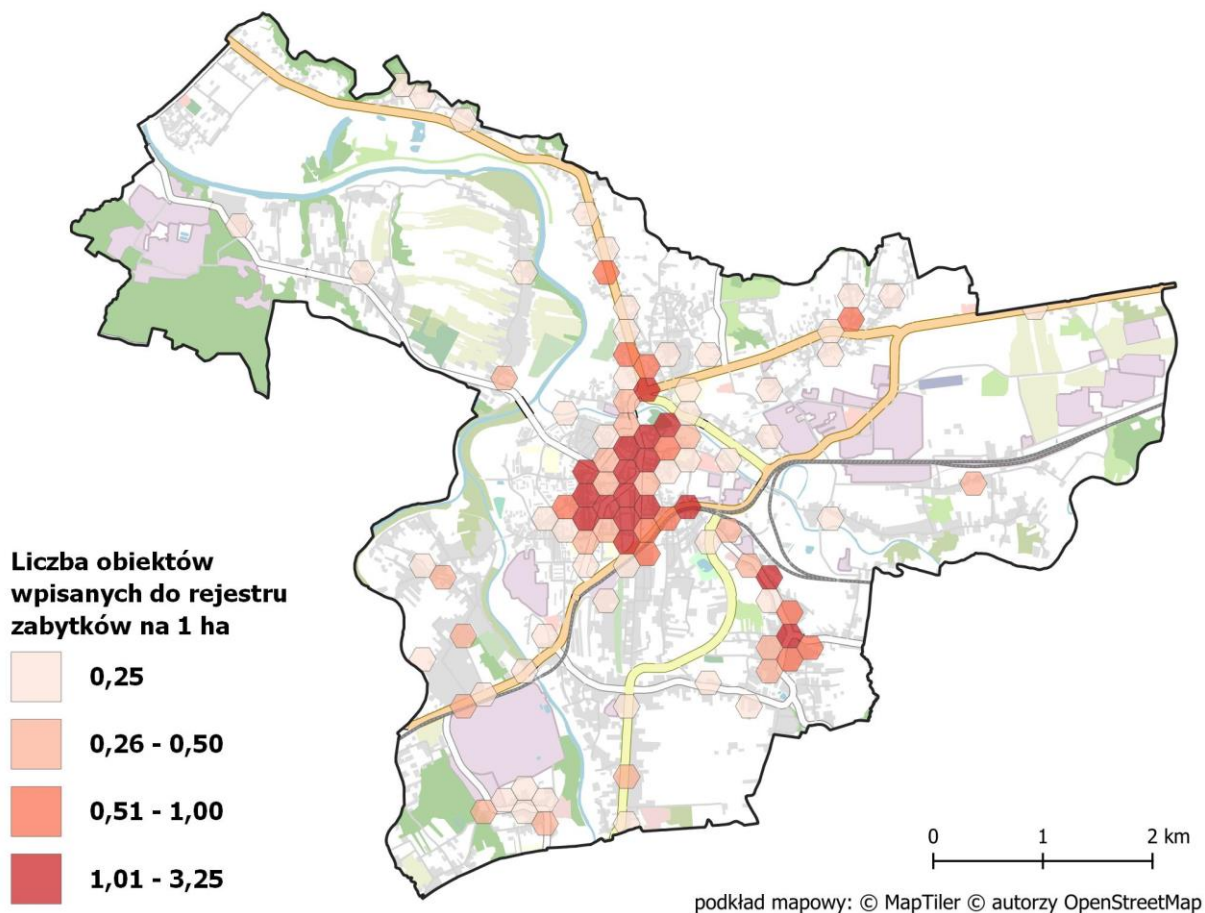 Liczba obiektów
wpisanych do rejestru
zabytków na 1 ha
0,25
0,26 - 0,50
0,51 - 1,00
1,01 - 3,25
0 1 2 km
podkład mapowy: © MapTiler © autorzy OpenStreetMap